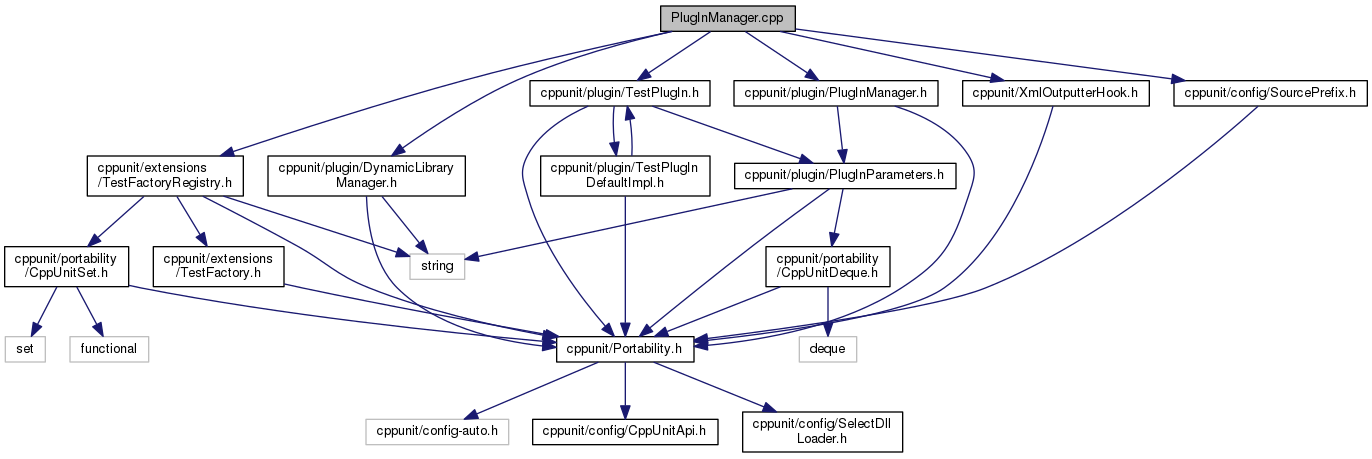 PlugInManager.cpp
cppunit/plugin/TestPlugIn.h
cppunit/plugin/PlugInManager.h
cppunit/XmlOutputterHook.h
cppunit/config/SourcePrefix.h
cppunit/extensions
/TestFactoryRegistry.h
cppunit/plugin/DynamicLibrary
Manager.h
cppunit/plugin/TestPlugIn
DefaultImpl.h
cppunit/plugin/PlugInParameters.h
cppunit/portability
/CppUnitSet.h
cppunit/extensions
/TestFactory.h
string
cppunit/portability
/CppUnitDeque.h
set
functional
cppunit/Portability.h
deque
cppunit/config-auto.h
cppunit/config/CppUnitApi.h
cppunit/config/SelectDll
Loader.h